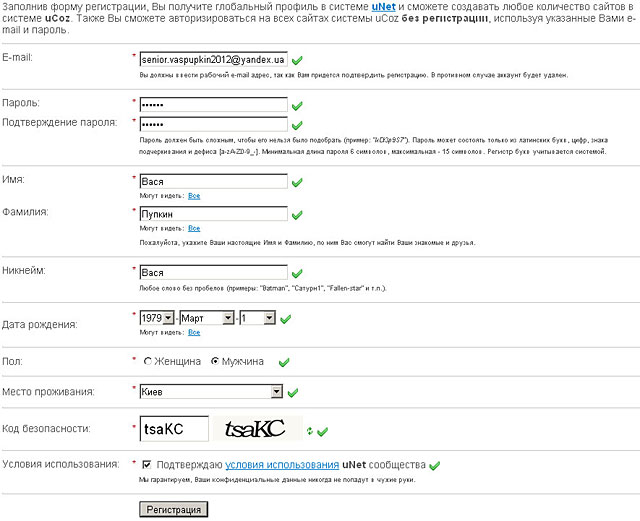 Заполнив форму регистрации, Вы получите глобальный профиль в системе uNet и сможете создавать любое количество сайтов в
системе uCoz. Также Вы сможете авторизироваться на всех сайтах системы uCoz без регистрации, используя указанные Вами e-
mail и пароль.
E-mail: * senior.vaspupkin2012@yandex.ua
Вы должны ввести рабочий e-mail адрес, так как Вам придется подтвердить регистрацию. В противном случае аккаунт будет удален.
Пароль: * ••••••
Подтверждение пароля: * ••••••
Пароль должен быть сложным, чтобы его нельзя было подобрать (пример: Пароль может состоять только из латинских букв, цифр, знака
подчеркивания и дефиса [a-zA-Z0-9_-]. Минимальная длина пароля 6 символов, максимальная - 15 символов. Регистр букв учитывается системой.
Имя: * Вася
Могут видеть: Все
Фамилия: * Пупкин
Могут видеть: Все
Пожалуйста, укажите Ваши настоящие Имя и Фамилию, по ним Вас смогут найти Ваши знакомые и друзья.
Никнейм: * Вася
Любое слово без пробелов (примеры: "Batman", "Сатурн1", "Fallen-star" и т.п.).
Дата рождения: * 1979 - Март - 1
Могут видеть: Все
Пол: * Женщина Мужчина
Место проживания: * Киев
Код безопасности: * tsaKC tsaKC
Условия использования: * Подтверждаю условия использования uNet сообщества
Мы гарантируем, Ваши конфиденциальные данные никогда не попадут в чужие руки.
Регистрация